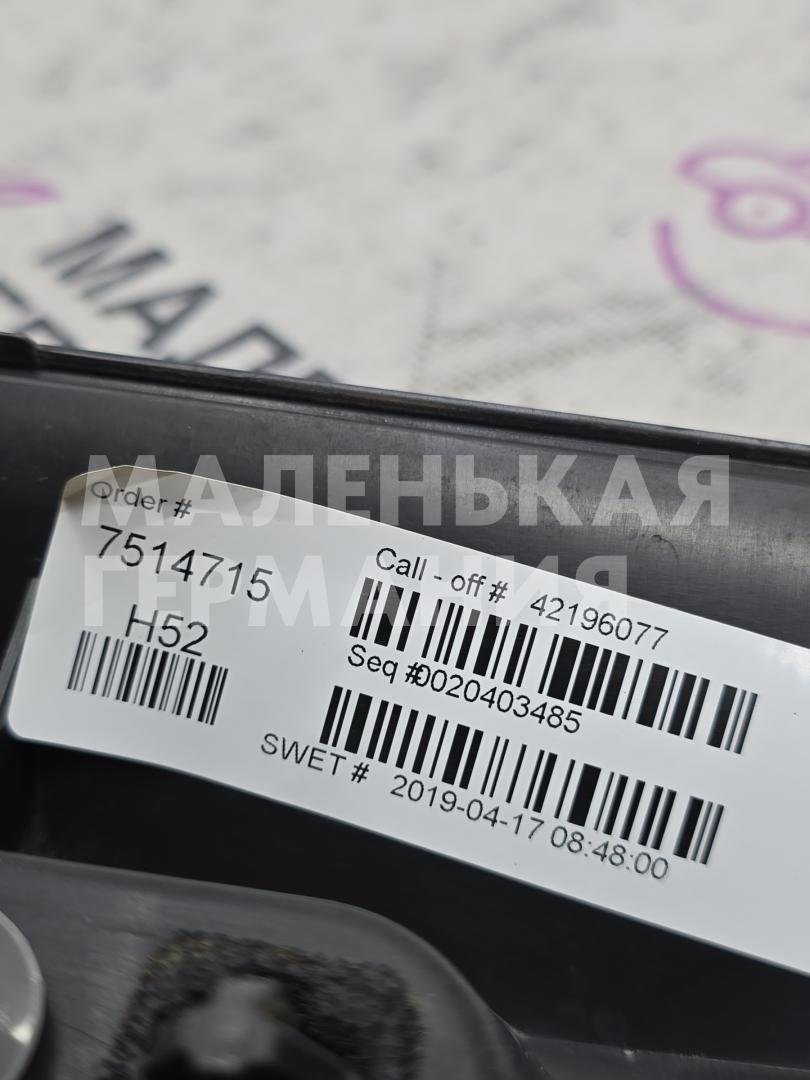 МАЛЕНЬКАЯ
ГЕРМАНИЯ
Order #
7514715
H52
Call - off # 42196077
Seq #0020403485
SWET # 2019-04-17 08:48:00